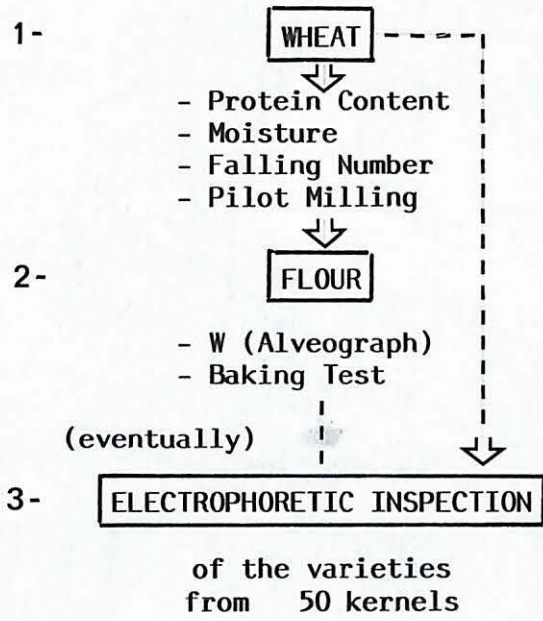 1- WHEAT
- Protein Content
- Moisture
- Falling Number
- Pilot Milling
2- FLOUR
- W (Alveograph)
- Baking Test
(eventually)
3- ELECTROPHORETIC INSPECTION
of the varieties
from 50 kernels